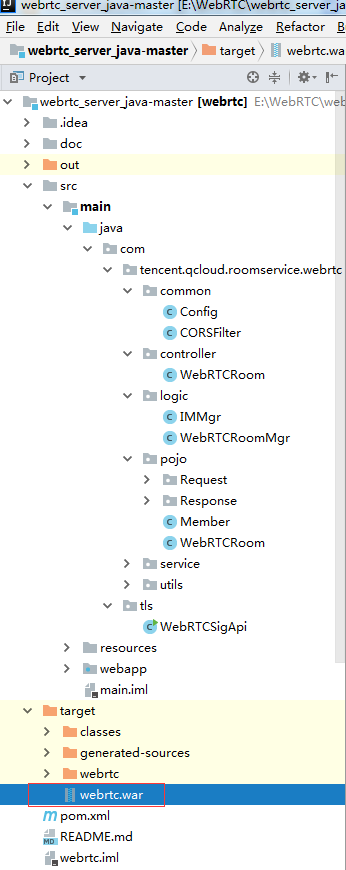 webrtc_server_java-master [E:\WebRTC\webrtc_server_j
File Edit View Navigate Code Analyze Refactor
webrtc_server_java-master target webrtc.wa
Project
webrtc_server_java-master [webrtc] E:\WebRTC\web
.idea
doc
out
src
main
java
com
tencent.qcloud.roomservice.webrtc
common
Config
CORSFilter
controller
WebRTCRoom
logic
IMMgr
WebRTCRoomMgr
pojo
Request
Response
Member
WebRTCRoom
service
utils
tls
WebRTCSigApi
resources
webapp
main.iml
target
classes
generated-sources
webrtc
webrtc.war
pom.xml
README.md
webrtc.iml